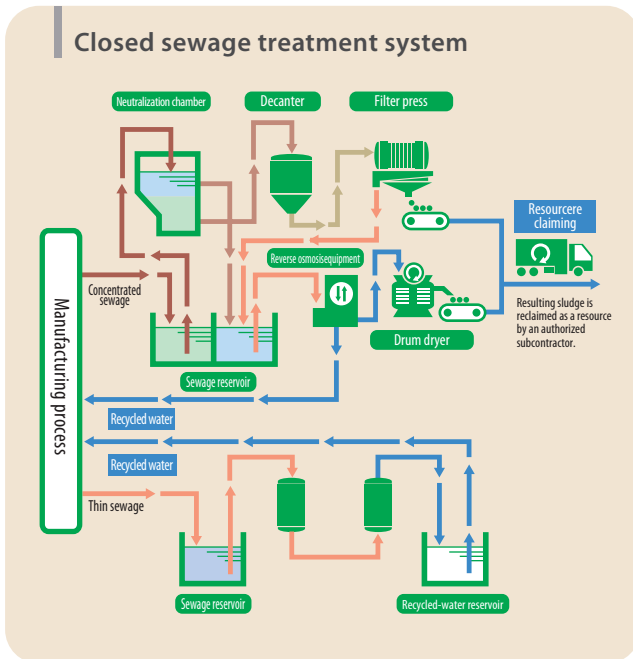 Closed sewage treatment system
Neutralization chamber
Decanter
Filter press
Resourcere
claiming
Reverse osmosisequipment
Concentrated
sewage
Manufacturing process
Resulting sludge is
reclaimed as a resource
by an authorized
subcontractor.
Drum dryer
Sewage reservoir
Recycled water
Recycled water
Thin sewage
Sewage reservoir
Recycled-water reservoir